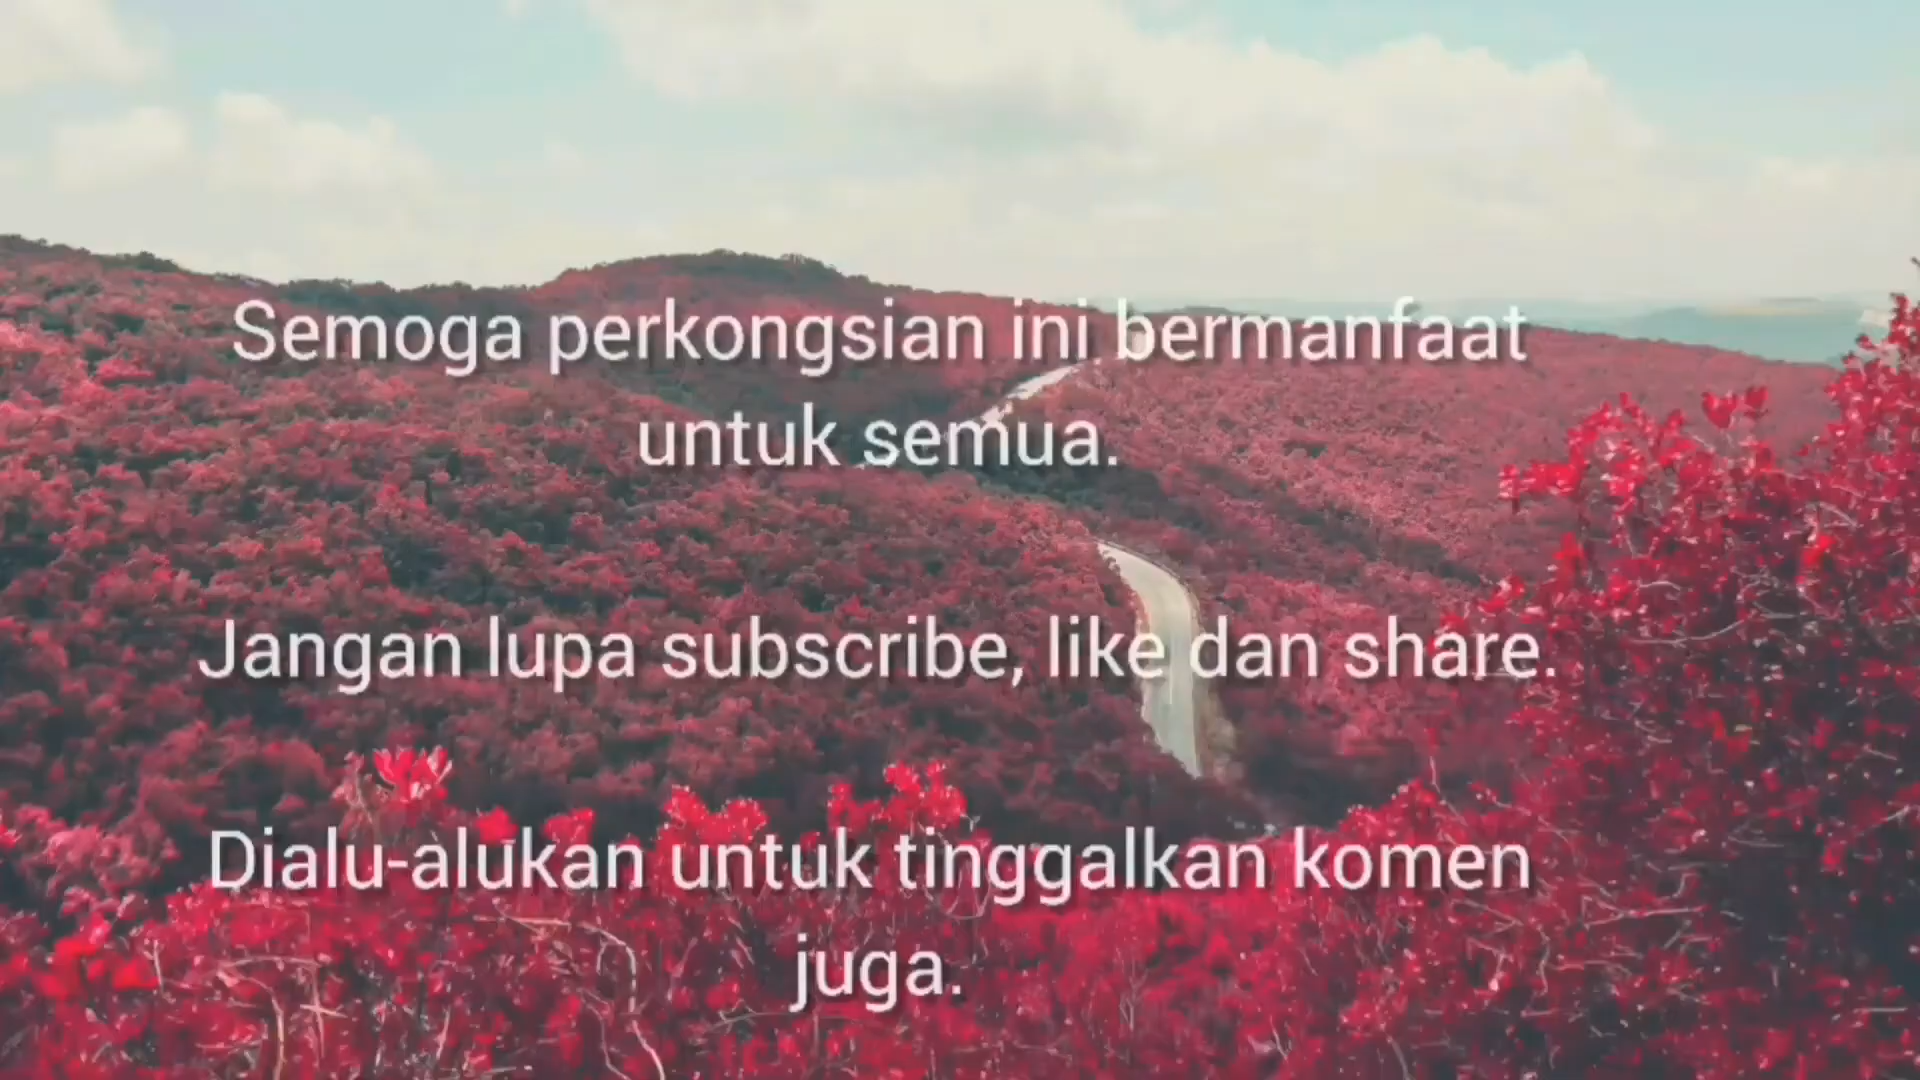 Semoga perkongsian ini bermanfaat
untuk semua.
Jangan lupa subscribe, like dan share.
Dialu-alukan untuk tinggalkan komen
juga.